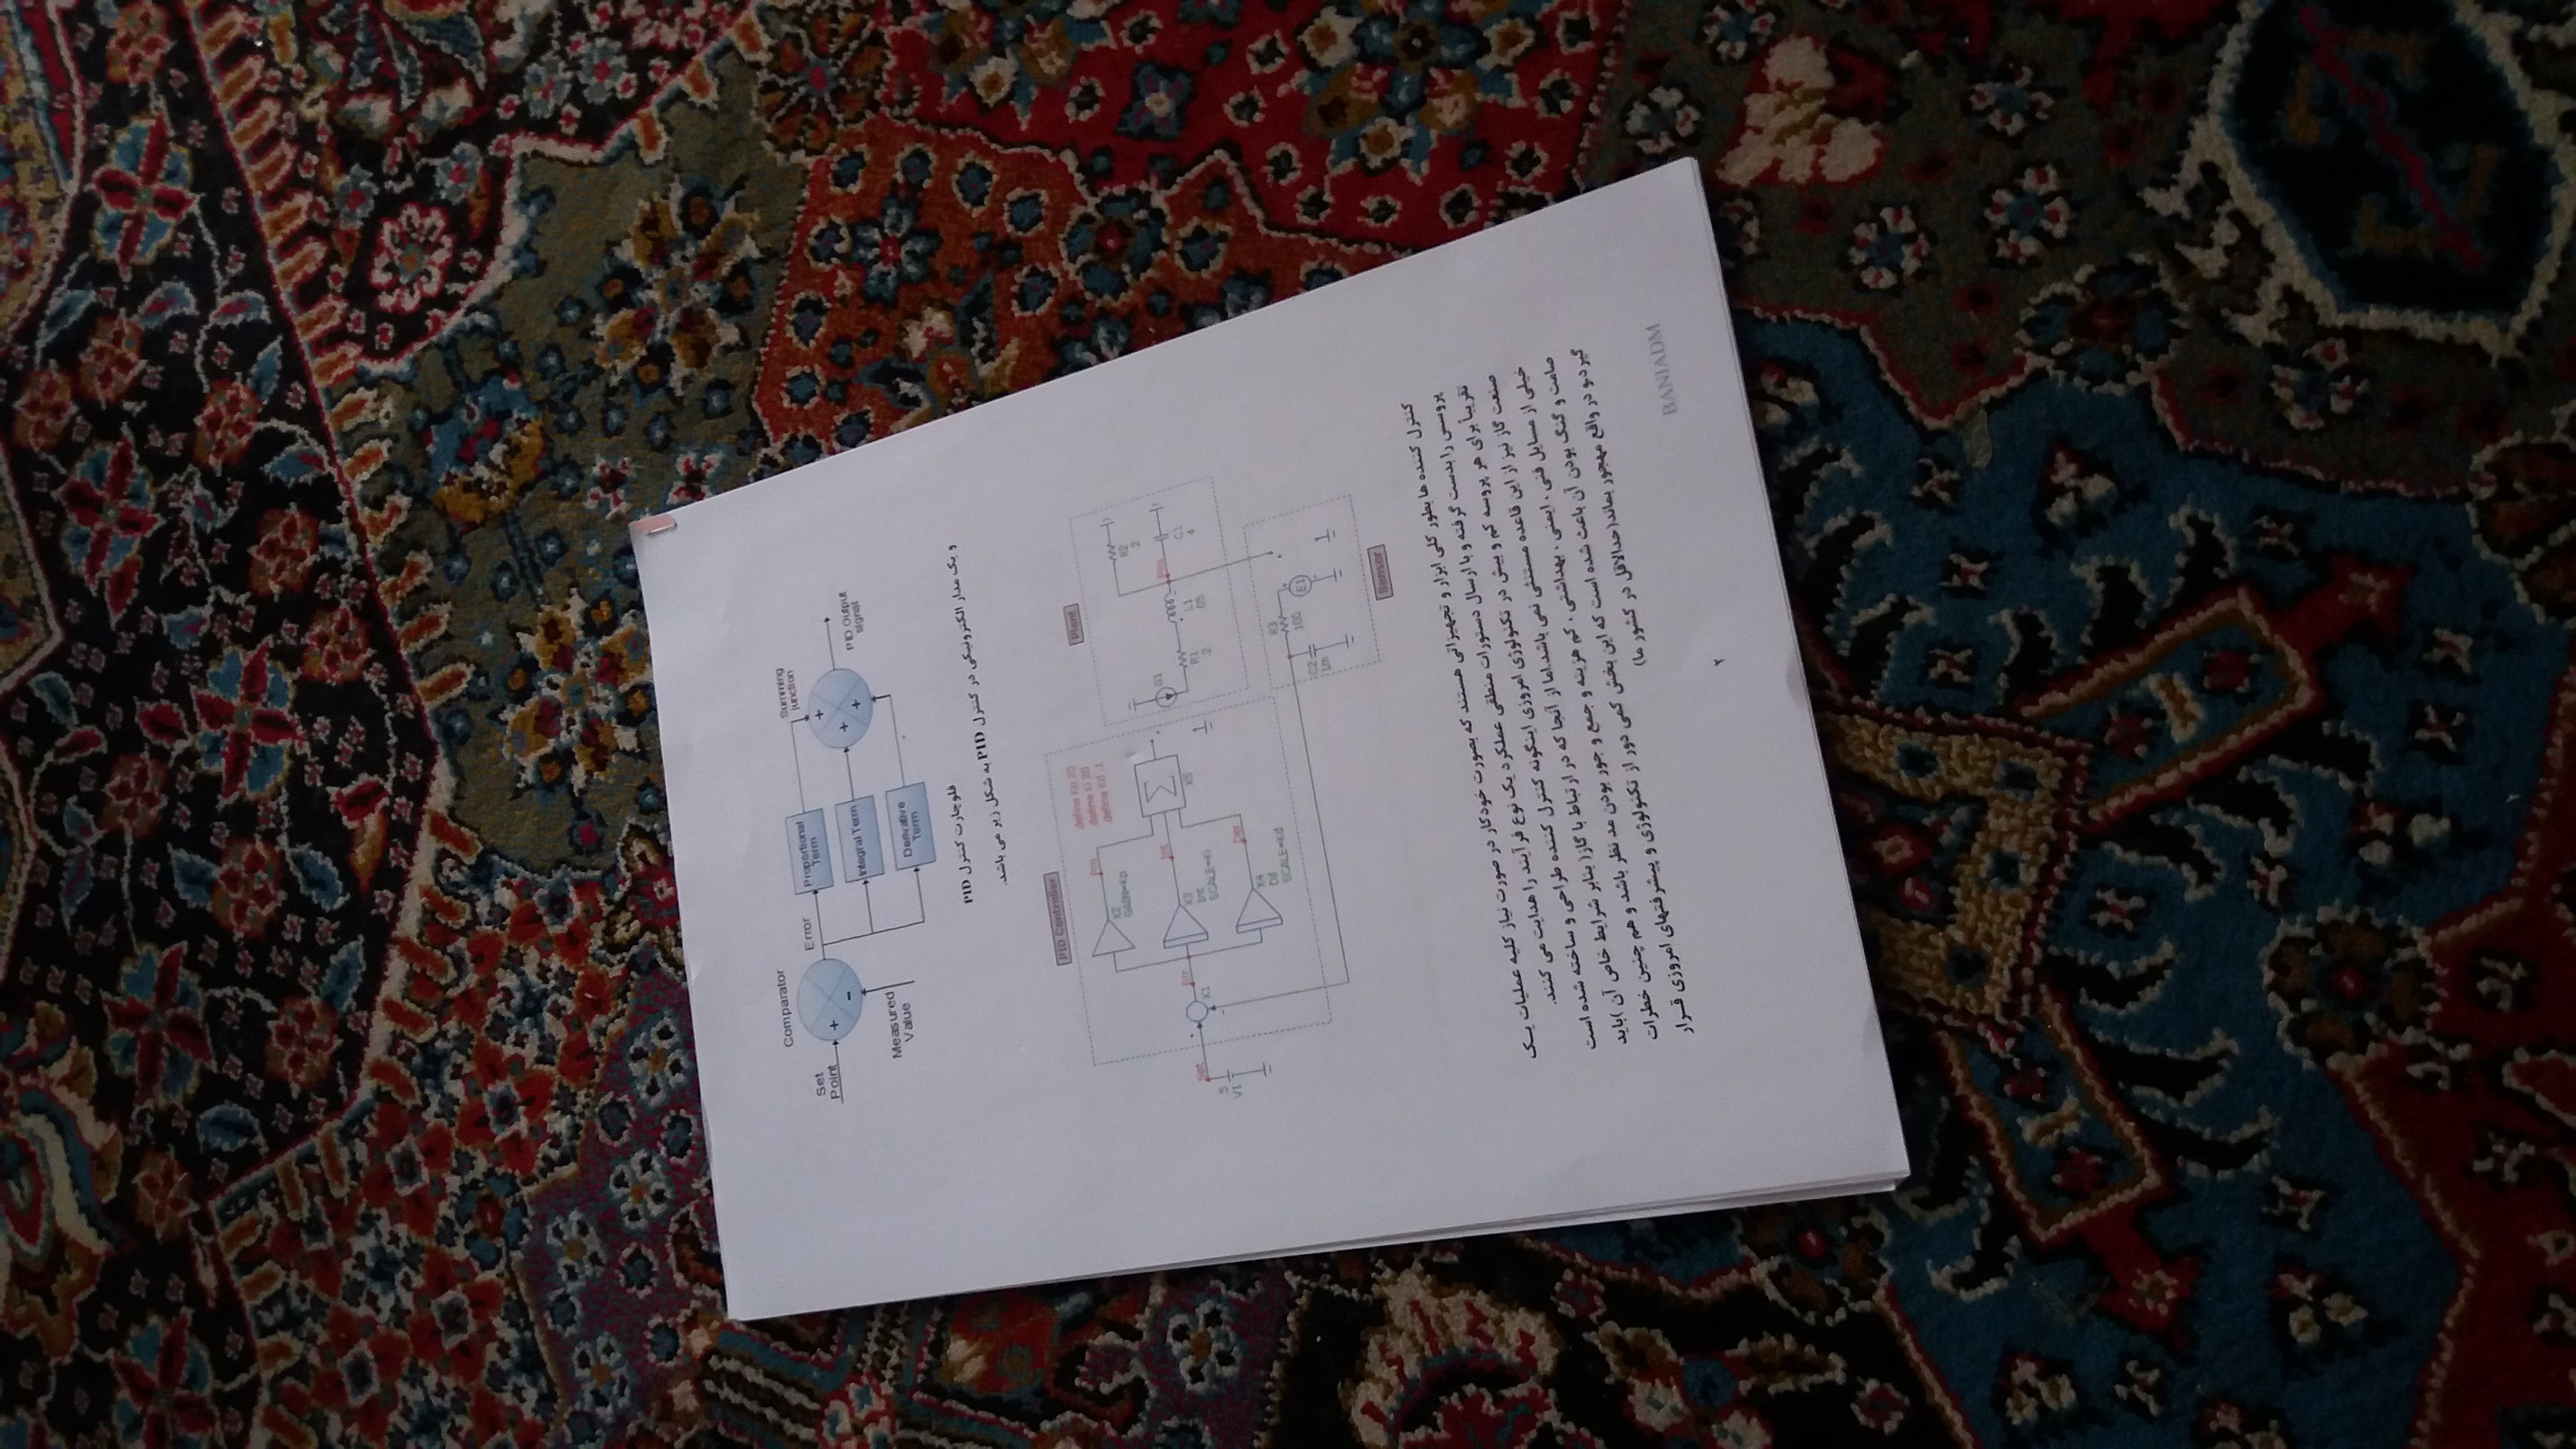 Comparator
Set
Point
+
-
Error
Measured
Value
Proportional
Term
Integral Term
Derivative
Term
Summing
junction
+
+
+
PID Output
signal
فلوچارت کنترل PID
و یک مدار الکترونیکی در کنترل PID به شکل زیر می باشد.
PID Controller
define Kp 20
define Ki 20
define Kd .1
Pro
X2
GAIN=Kp
Set
.5
V1
Err
X1
Int
X3
Int
SCALE=Ki
Σ
X5
Der
X4
Dif
SCALE=Kd
Plant
G1
R1
.2
L1
Pos
R2
.2
C1
.4
R3
100
C2
1m
E1
Sensor
کنترل کننده ها بطور کلی ابزار و تجهیزاتی هستند که بصورت خودکار در صورت نیاز کلیه عملیات یک
پروسس را بدست گرفته و با ارسال دستورات منطقی عملکرد یک نوع فرآیند را هدایت می کنند.
تقریباً برای هر پروسه کم و بیش در تکنولوژی امروزی اینگونه کنترل کننده طراحی و ساخته شده است
صنعت گاز نیز از این قاعده مستثنی نمی باشد.اما از آنجا که در ارتباط با گاز( بنابر شرایط خاص آن )باید
خیلی از مسایل فنی ، ایمنی ، بهداشتی ، کم هزینه و جمع و جور بودن مد نظر باشد و هم چنین خطرات
صامت و گنگ بودن آن باعث شده است که این بخش کمی دور از تکنولوژی و پیشرفتهای امروزی قرار
گیرد.و در واقع مهجور بماند(حداالاقل در کشور ما)
BANIADM
۲